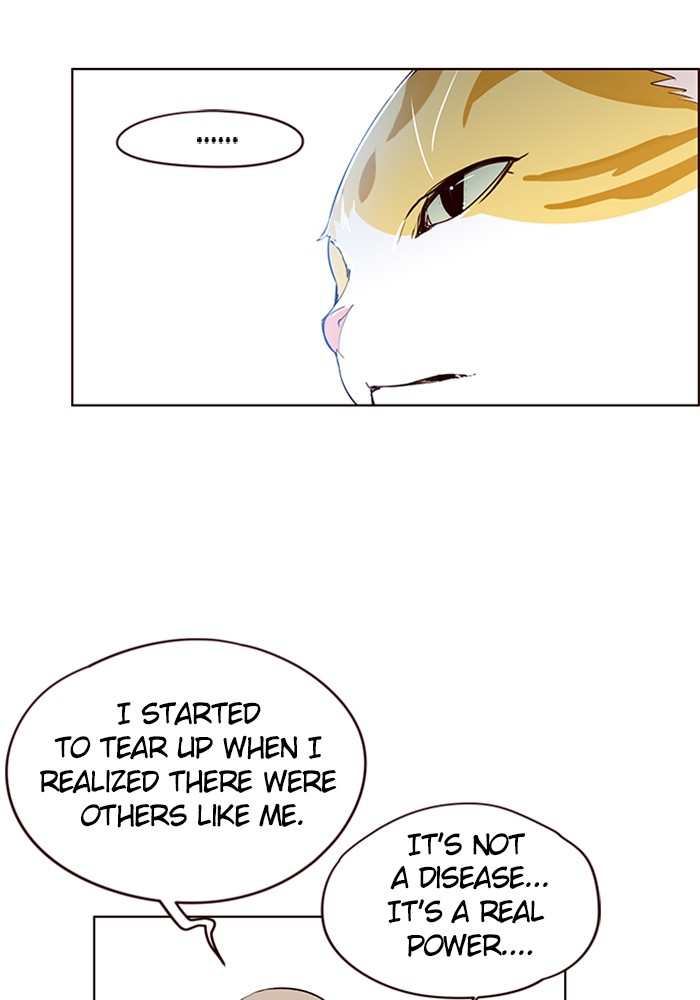 ......
I STARTED
TO TEAR UP WHEN I
REALIZED THERE WERE
OTHERS LIKE ME.
IT'S NOT
A DISEASE...
IT'S A REAL
POWER....